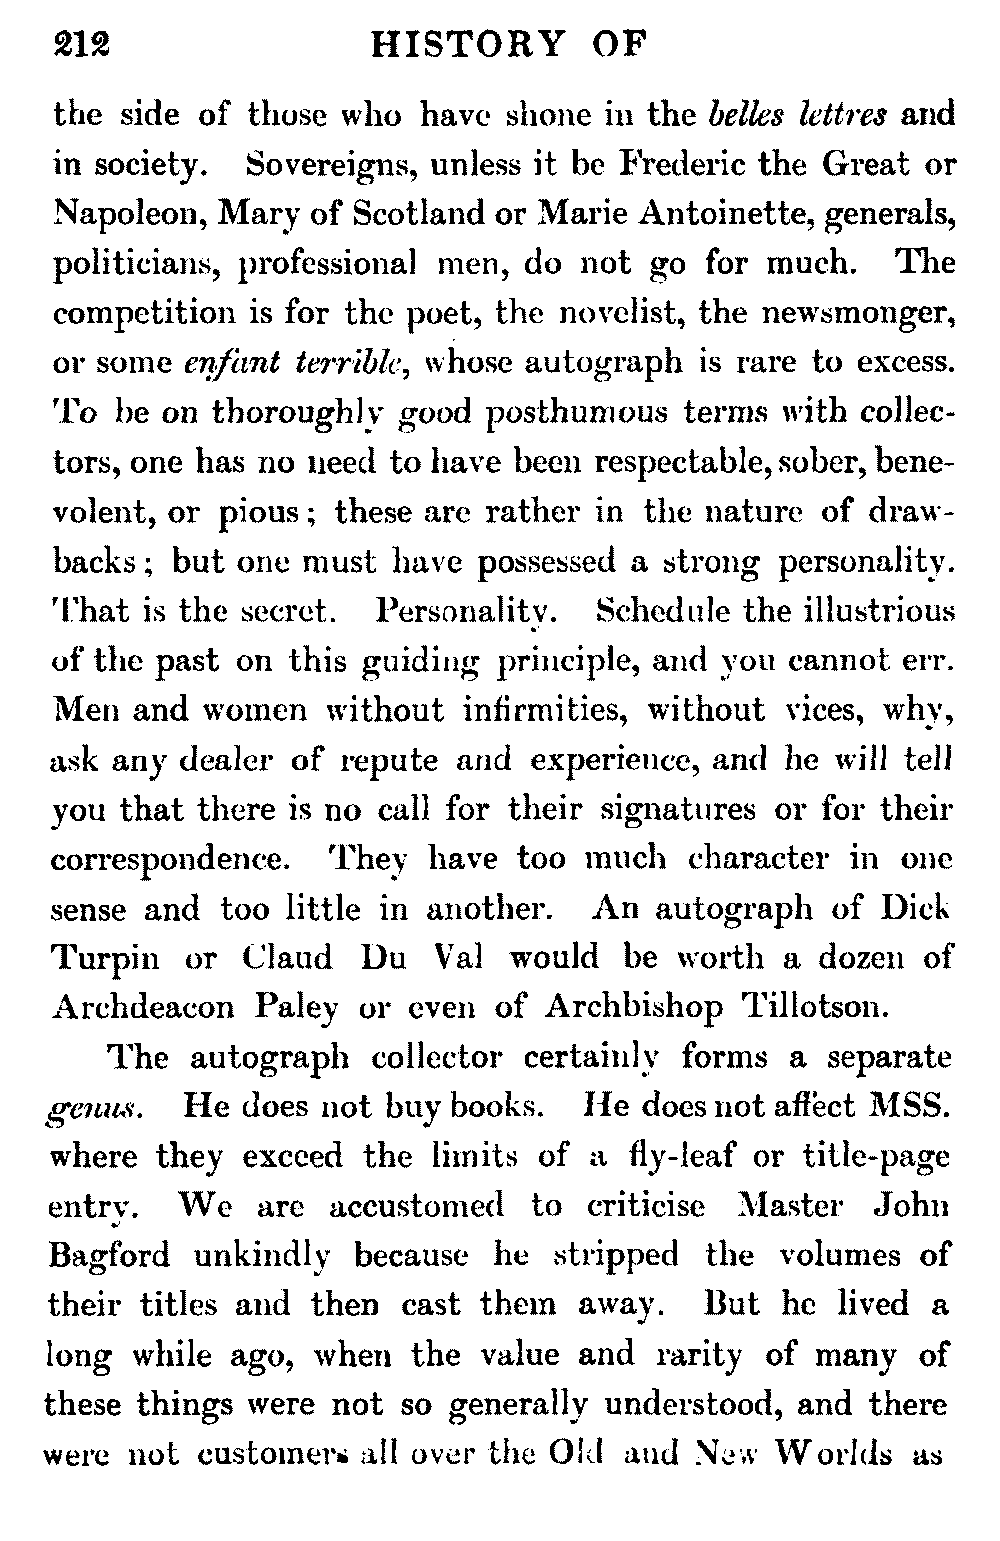 212 HISTORY OF
the side of those who have shone in the belles lettres and
in society. Sovereigns, unless it be Frederic the Great or
Napoleon, Mary of Scotland or Marie Antoinette, generals,
politicians, professional men, do not go for much. The
competition is for the poet, the novelist, the newsmonger,
or some enfant terrible, whose autograph is rare to excess.
To be on thoroughly good posthumous terms with collec-
tors, one has no need to have been respectable, sober, bene-
volent, or pious; these are rather in the nature of draw-
backs; but one must have possessed a strong personality.
That is the secret. Personality. Schedule the illustrious
of the past on this guiding principle, and you cannot err.
Men and women without infirmities, without vices, why,
ask any dealer of repute and experience, and he will tell
you that there is no call for their signatures or for their
correspondence. They have too much character in one
sense and too little in another. An autograph of Dick
Turpin or Claud Du Val would be worth a dozen of
Archdeacon Paley or even of Archbishop Tillotson.
The autograph collector certainly forms a separate
genus. He does not buy books. He does not affect MSS.
where they exceed the limits of a fly-leaf or title-page
entry. We are accustomed to criticise Master John
Bagford unkindly because he stripped the volumes of
their titles and then cast them away. But he lived a
long while ago, when the value and rarity of many of
these things were not so generally understood, and there
were not customers all over the Old and New Worlds as